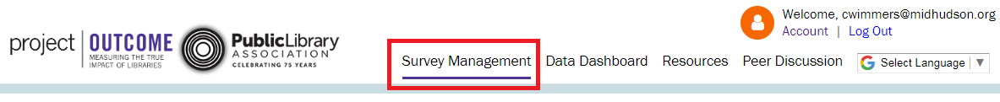 Welcome, cwimmers@midhudson.org
Account | Log Out
project OUTCOME
MEASURING THE TRUE
IMPACT OF LIBRARIES
PublicLibrary
ASSOCIATION
CELEBRATING 75 YEARS
Survey Management Data Dashboard Resources Peer Discussion G Select Language ▼